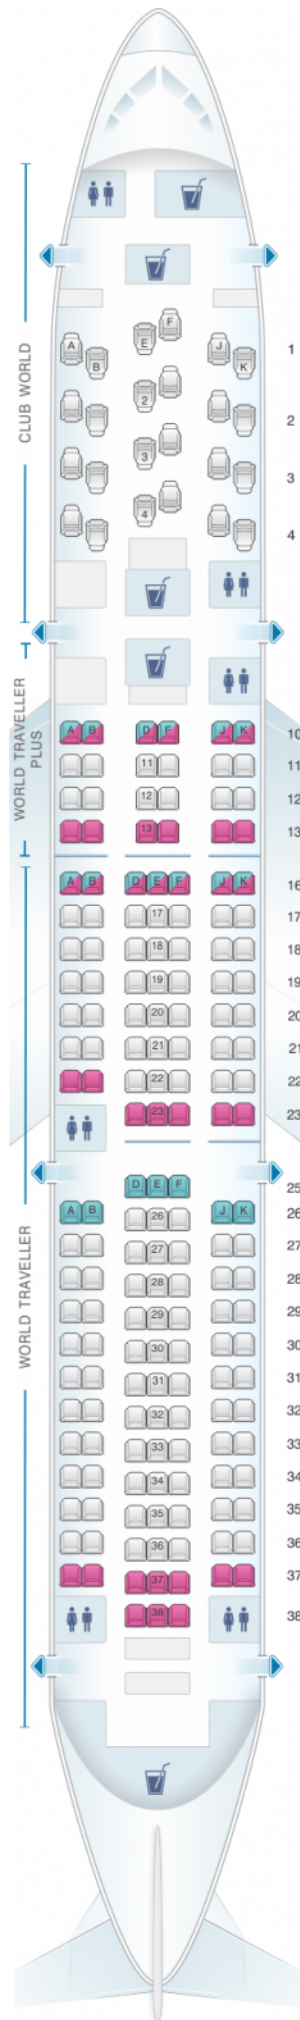 CLUB WORLD
F
A E J
B K
1
2 2
3 3
4 4
WORLD TRAVELLER
PLUS
A B D E J K 10
11 11
12 12
13 13
A B D E F J K 16
17 17
18 18
19 19
20 20
21 21
22 22
23 23
WORLD TRAVELLER
D E F 25
A B J K 26
26
27 27
28 28
29 29
30 30
31 31
32 32
33 33
34 34
35 35
36 36
37 37
38 38